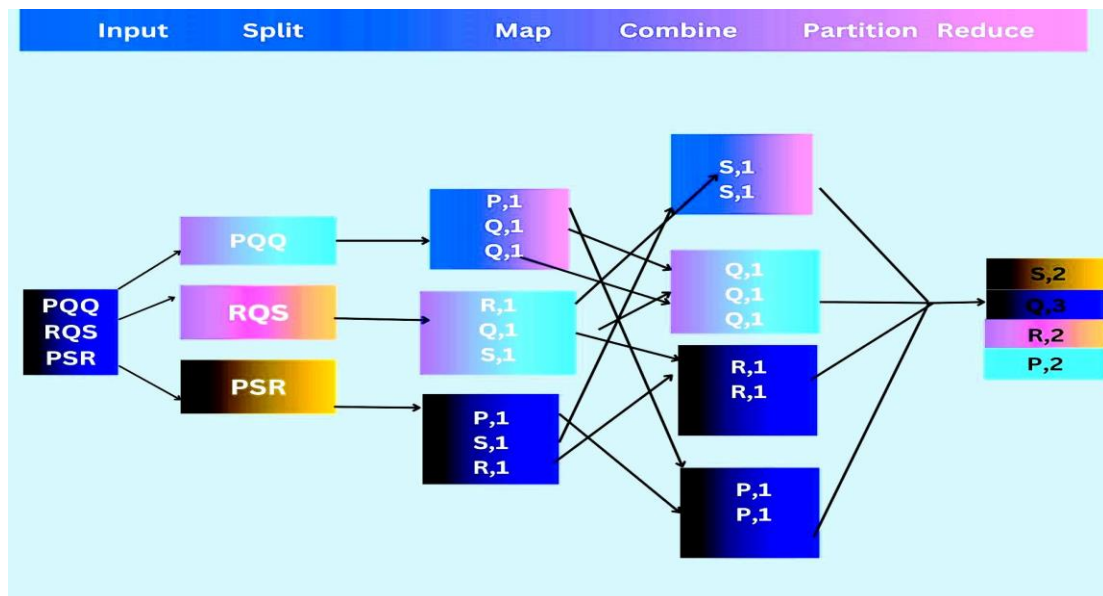 Input Split Map Combine Partition Reduce
PQQ
RQS
PSR
PQQ
RQS
PSR
P,1
Q,1
Q,1
R,1
Q,1
S,1
P,1
S,1
R,1
S,1
S,1
Q,1
Q,1
Q,1
R,1
R,1
P,1
P,1
S,2
Q,3
R,2
P,2